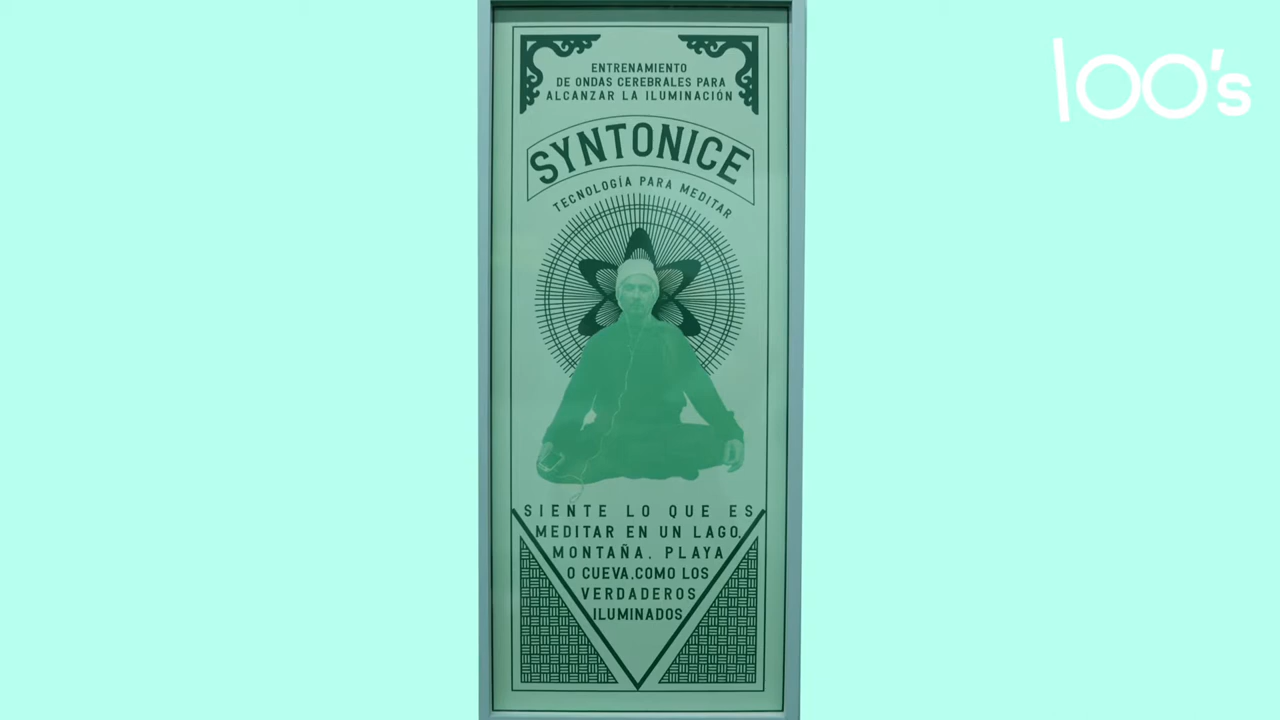 100's
ENTRENAMIENTO
DE ONDAS CEREBRALES PARA
ALCANZAR LA ILUMINACIÓN
SYNTONICE
TECNOLOGÍA PARA MEDITAR
SIENTE LO QUE ES
MEDITAR EN UN LAGO,
MONTAÑA, PLAYA
O CUEVA,COMO LOS
VERDADEROS
ILUMINADOS